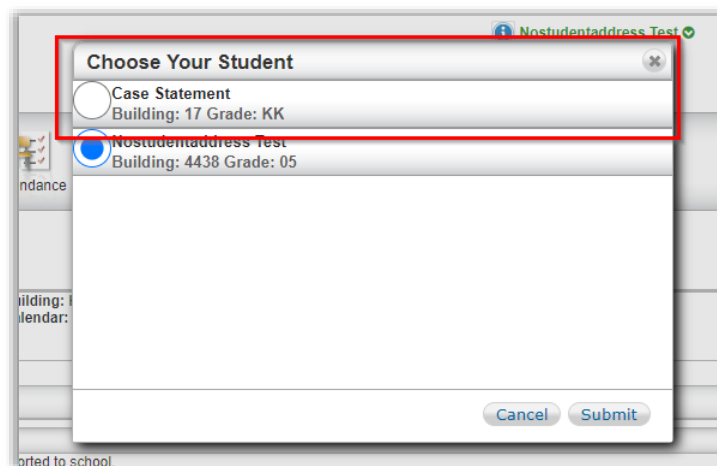 Nostudentaddress Test
Choose Your Student
Case Statement
Building: 17 Grade: KK
Nostudentaddress Test
Building: 4438 Grade: 05
ndance
ilding:
lendar:
Cancel Submit
orted to school.